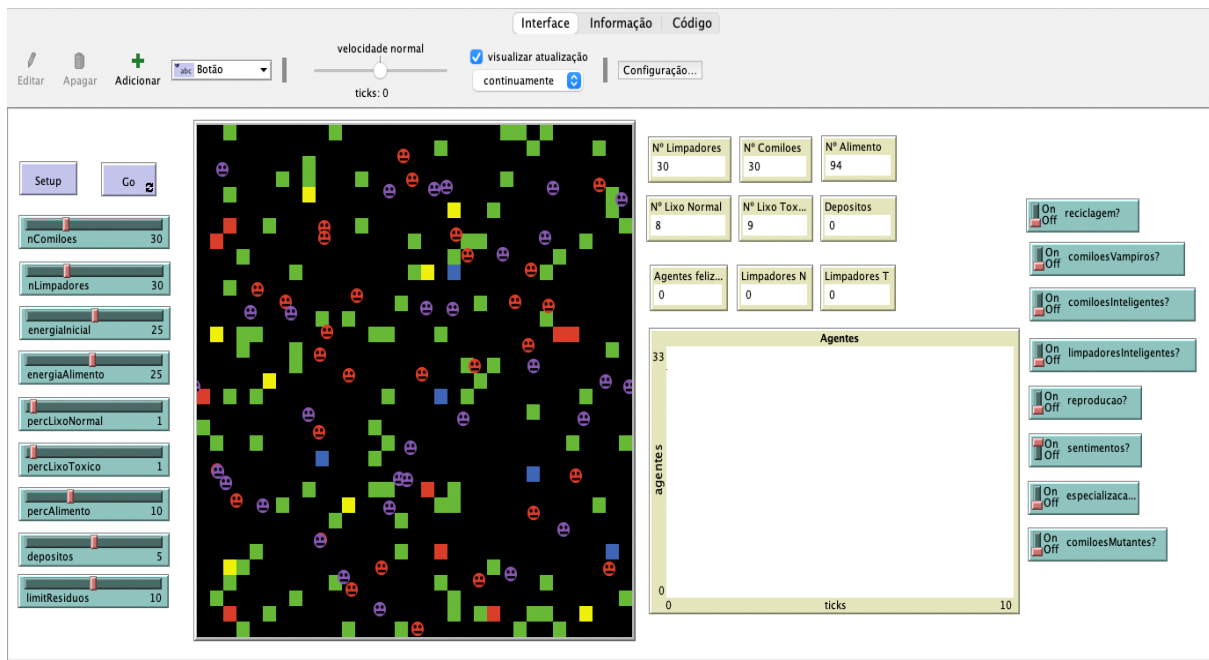 Interface Informação Código
Editar Apagar Adicionar abc Botão velocidade normal visualizar atualização
continuamente Configuração...
ticks: 0
Setup Go
nComiloes 30
nLimpadores 30
energiaInicial 25
energiaAlimento 25
percLixoNormal 1
percLixoToxico 1
percAlimento 10
depositos 5
limitResiduos 10
Nº Limpadores Nº Comiloes Nº Alimento
30 30 94
Nº Lixo Normal Nº Lixo Tox... Depositos
8 9 0
Agentes feliz... Limpadores N Limpadores T
0 0 0
Agentes
33
agentes
0
0 ticks 10
On
Off reciclagem?
On
Off comiloesVampiros?
On
Off comiloesInteligentes?
On
Off limpadoresInteligentes?
On
Off reproducao?
On
Off sentimentos?
On
Off especializaca...
On
Off comiloesMutantes?